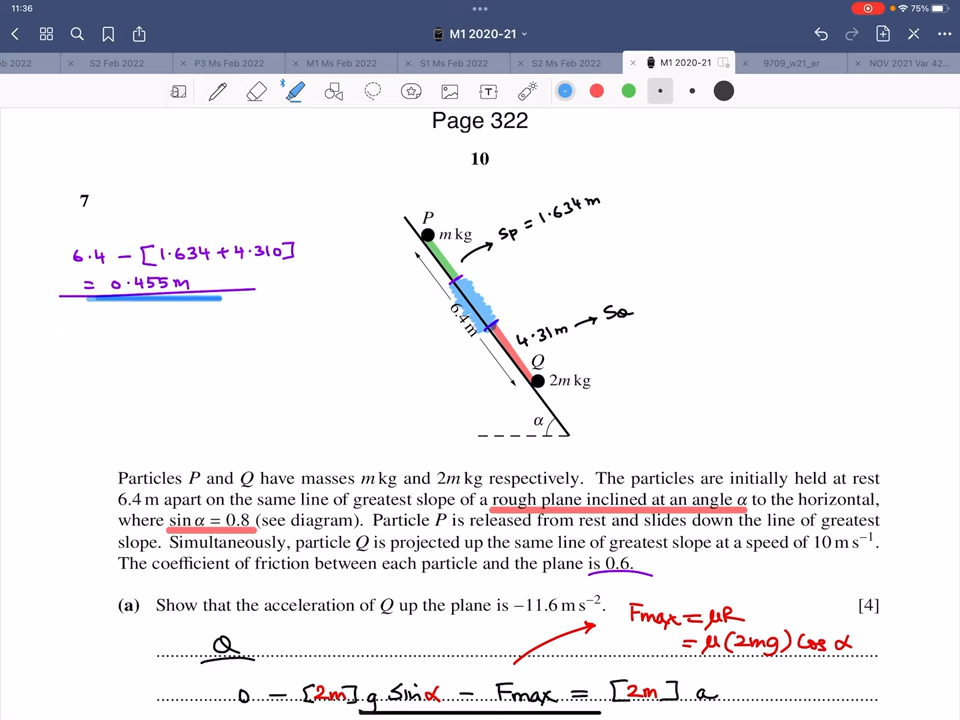 11:36
75%
M1 2020-21
eb 2022
S2 Feb 2022
P3 Ms Feb 2022
M1 Ms Feb 2022
S1 Ms Feb 2022
S2 Ms Feb 2022
M1 2020-21
9709_w21_er
NOV 2021 Var 42...
Page 322
10
7
6.4 - [1.634 + 4.310]
= 0.455 m
P
m kg
Sp = 1.634 m
6.4 m
4.31m → SQ
Q
2m kg
α
Particles P and Q have masses m kg and 2m kg respectively. The particles are initially held at rest
6.4 m apart on the same line of greatest slope of a rough plane inclined at an angle α to the horizontal,
where sin α = 0.8 (see diagram). Particle P is released from rest and slides down the line of greatest
slope. Simultaneously, particle Q is projected up the same line of greatest slope at a speed of 10 m s⁻¹.
The coefficient of friction between each particle and the plane is 0.6.
(a) Show that the acceleration of Q up the plane is −11.6 m s⁻². [4]
Fmax = μR
= μ(2mg) Cos α
Q
0 - [2m] g Sinα - Fmax = [2m] a